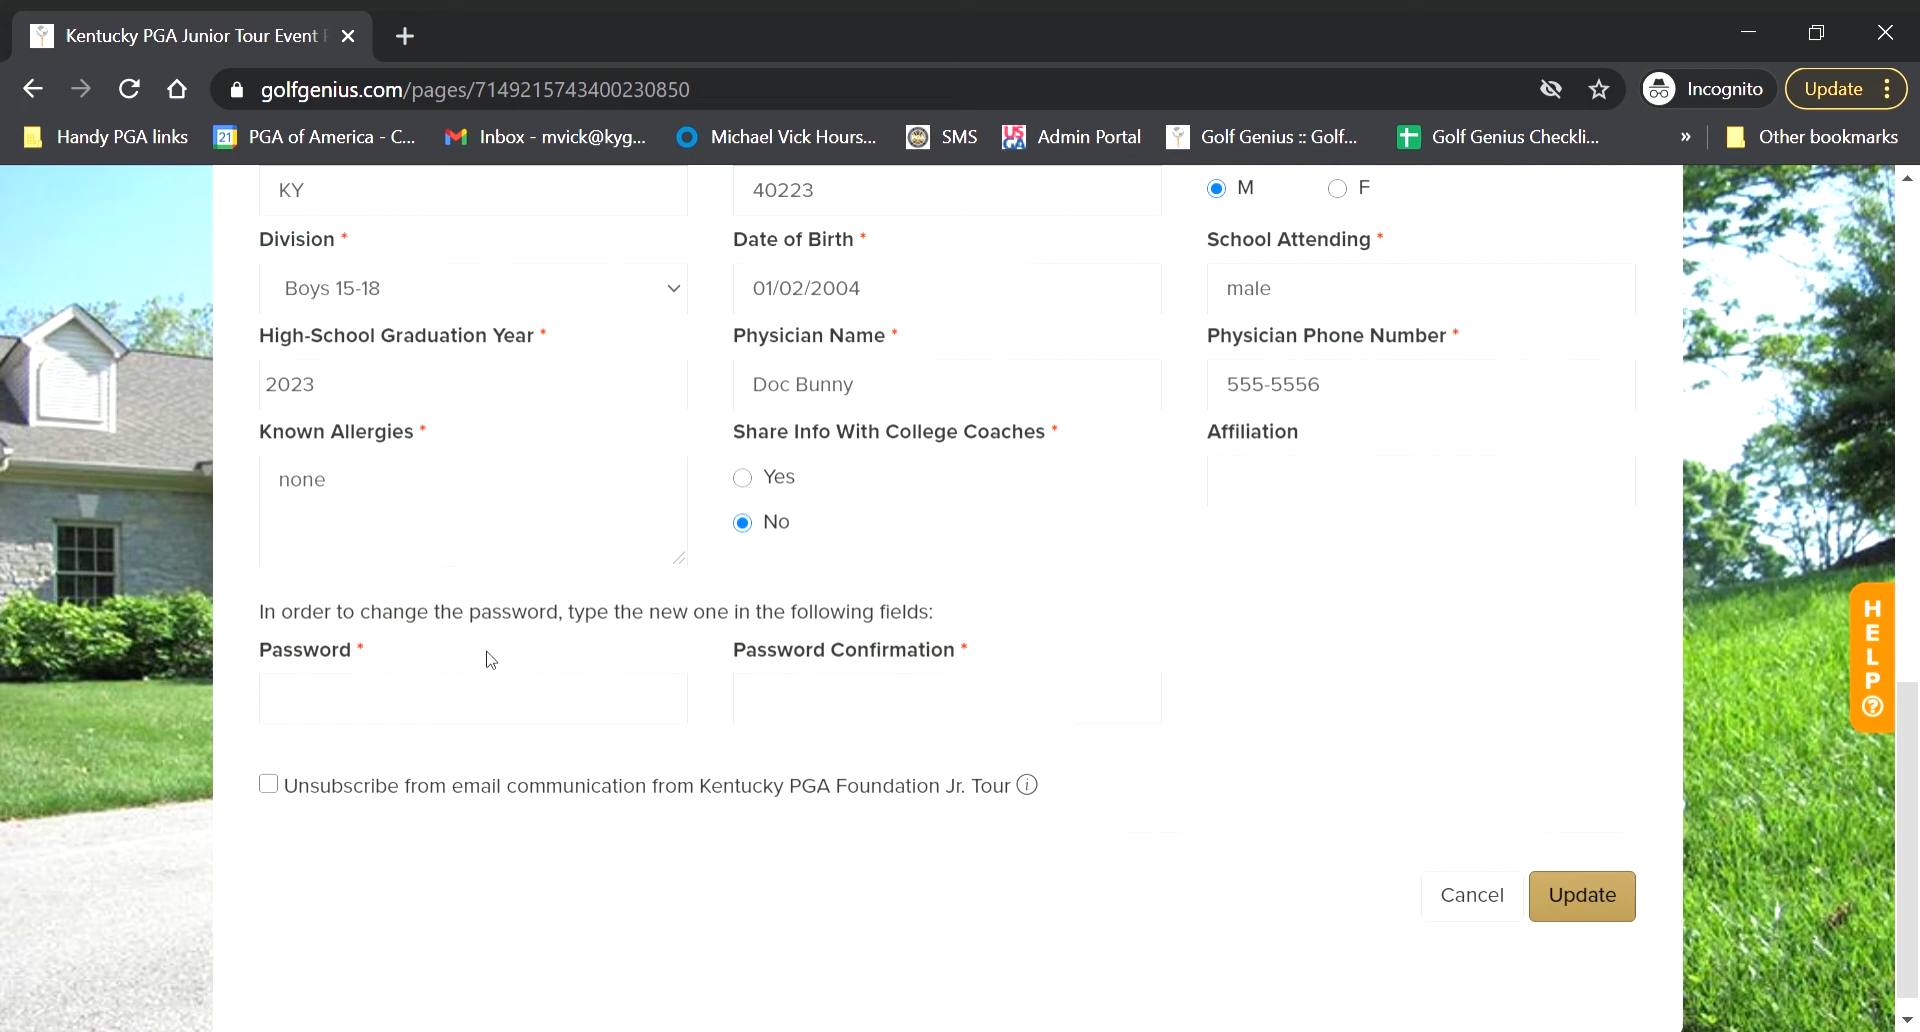 Kentucky PGA Junior Tour Event
golfgenius.com/pages/7149215743400230850
Incognito
Update
Handy PGA links
21
PGA of America - C...
Inbox - mvick@kyg...
Michael Vick Hours...
SMS
Admin Portal
Golf Genius :: Golf...
Golf Genius Checkli...
»
Other bookmarks
KY
40223
M
F
Division *
Date of Birth *
School Attending *
Boys 15-18
01/02/2004
male
High-School Graduation Year *
Physician Name *
Physician Phone Number *
2023
Doc Bunny
555-5556
Known Allergies *
Share Info With College Coaches *
Affiliation
none
Yes
No
In order to change the password, type the new one in the following fields:
Password *
Password Confirmation *
Unsubscribe from email communication from Kentucky PGA Foundation Jr. Tour
Cancel
Update
HELP